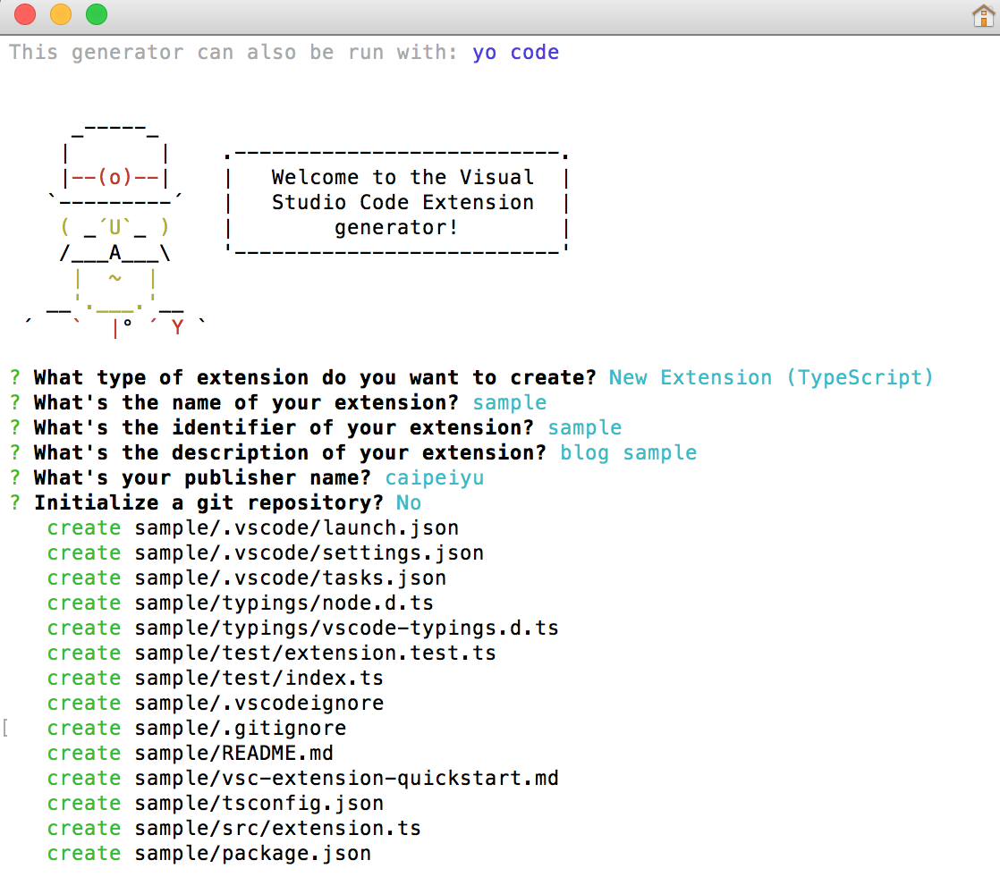 This generator can also be run with: yo code
     _-----_
    |       |    .--------------------------.
    |--(o)--|    |   Welcome to the Visual  |
   `---------´   |   Studio Code Extension  |
    ( _´U`_ )    |        generator!        |
    /___A___\    '--------------------------'
     |  ~  |
   __'.___.'__
 ´   `  |° ´ Y `
? What type of extension do you want to create? New Extension (TypeScript)
? What's the name of your extension? sample
? What's the identifier of your extension? sample
? What's the description of your extension? blog sample
? What's your publisher name? caipeiyu
? Initialize a git repository? No
   create sample/.vscode/launch.json
   create sample/.vscode/settings.json
   create sample/.vscode/tasks.json
   create sample/typings/node.d.ts
   create sample/typings/vscode-typings.d.ts
   create sample/test/extension.test.ts
   create sample/test/index.ts
   create sample/.vscodeignore
[   create sample/.gitignore
   create sample/README.md
   create sample/vsc-extension-quickstart.md
   create sample/tsconfig.json
   create sample/src/extension.ts
   create sample/package.json